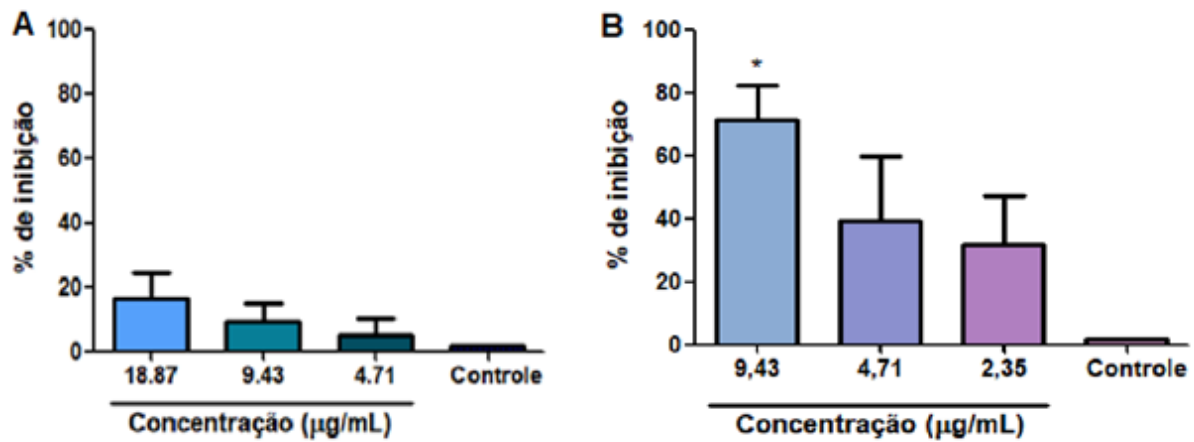 A
% de inibição
100
80
60
40
20
0
18.87 9.43 4.71 Controle
Concentração (µg/mL)
B
% de inibição
100
80
60
40
20
0
*
9,43 4,71 2,35 Controle
Concentração (µg/mL)